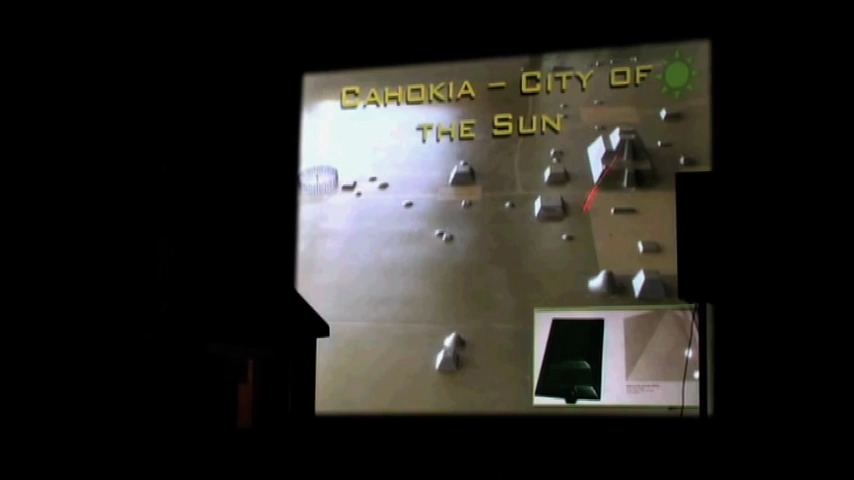 CAHOKIA – CITY OF
THE SUN